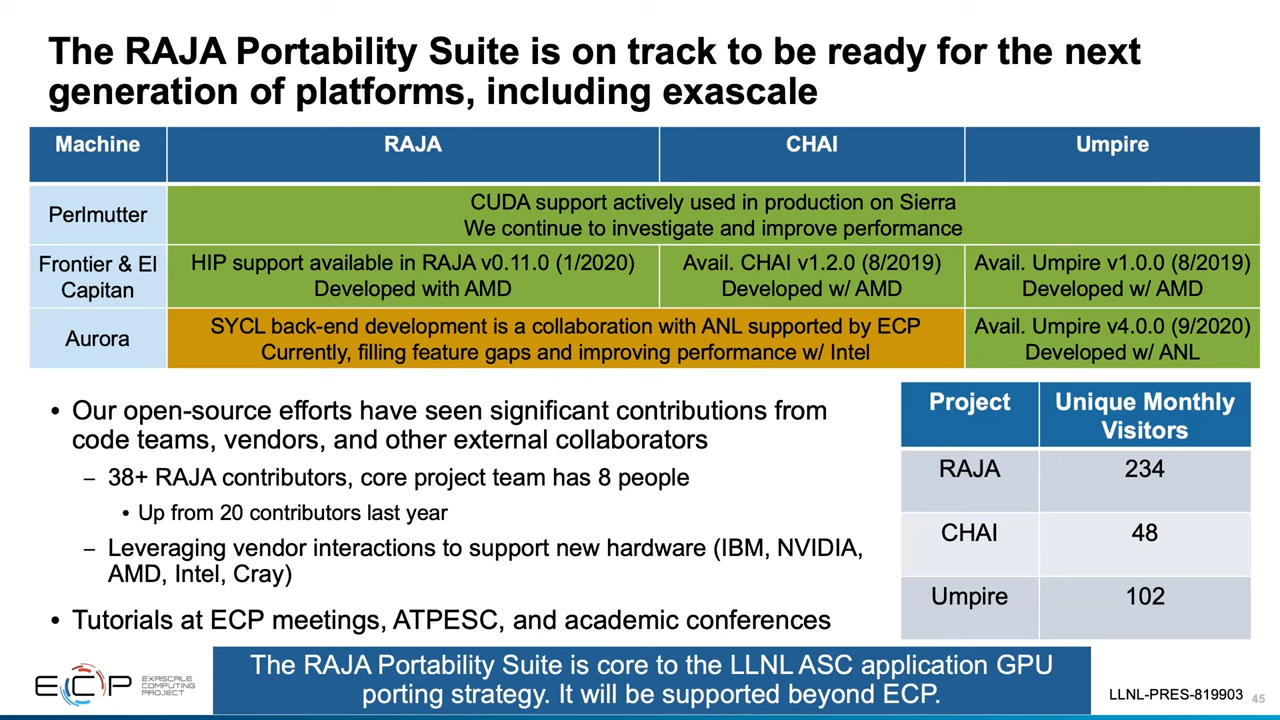 The RAJA Portability Suite is on track to be ready for the next
generation of platforms, including exascale
Machine RAJA CHAI Umpire
Perlmutter
CUDA support actively used in production on Sierra
We continue to investigate and improve performance
Frontier & El
Capitan
HIP support available in RAJA v0.11.0 (1/2020)
Developed with AMD
Avail. CHAI v1.2.0 (8/2019)
Developed w/ AMD
Avail. Umpire v1.0.0 (8/2019)
Developed w/ AMD
Aurora
SYCL back-end development is a collaboration with ANL supported by ECP
Currently, filling feature gaps and improving performance w/ Intel
Avail. Umpire v4.0.0 (9/2020)
Developed w/ ANL
• Our open-source efforts have seen significant contributions from
code teams, vendors, and other external collaborators
– 38+ RAJA contributors, core project team has 8 people
• Up from 20 contributors last year
– Leveraging vendor interactions to support new hardware (IBM, NVIDIA,
AMD, Intel, Cray)
• Tutorials at ECP meetings, ATPESC, and academic conferences
Project Unique Monthly
Visitors
RAJA 234
CHAI 48
Umpire 102
ECP
EXASCALE
COMPUTING
PROJECT
The RAJA Portability Suite is core to the LLNL ASC application GPU
porting strategy. It will be supported beyond ECP.
LLNL-PRES-819903 45